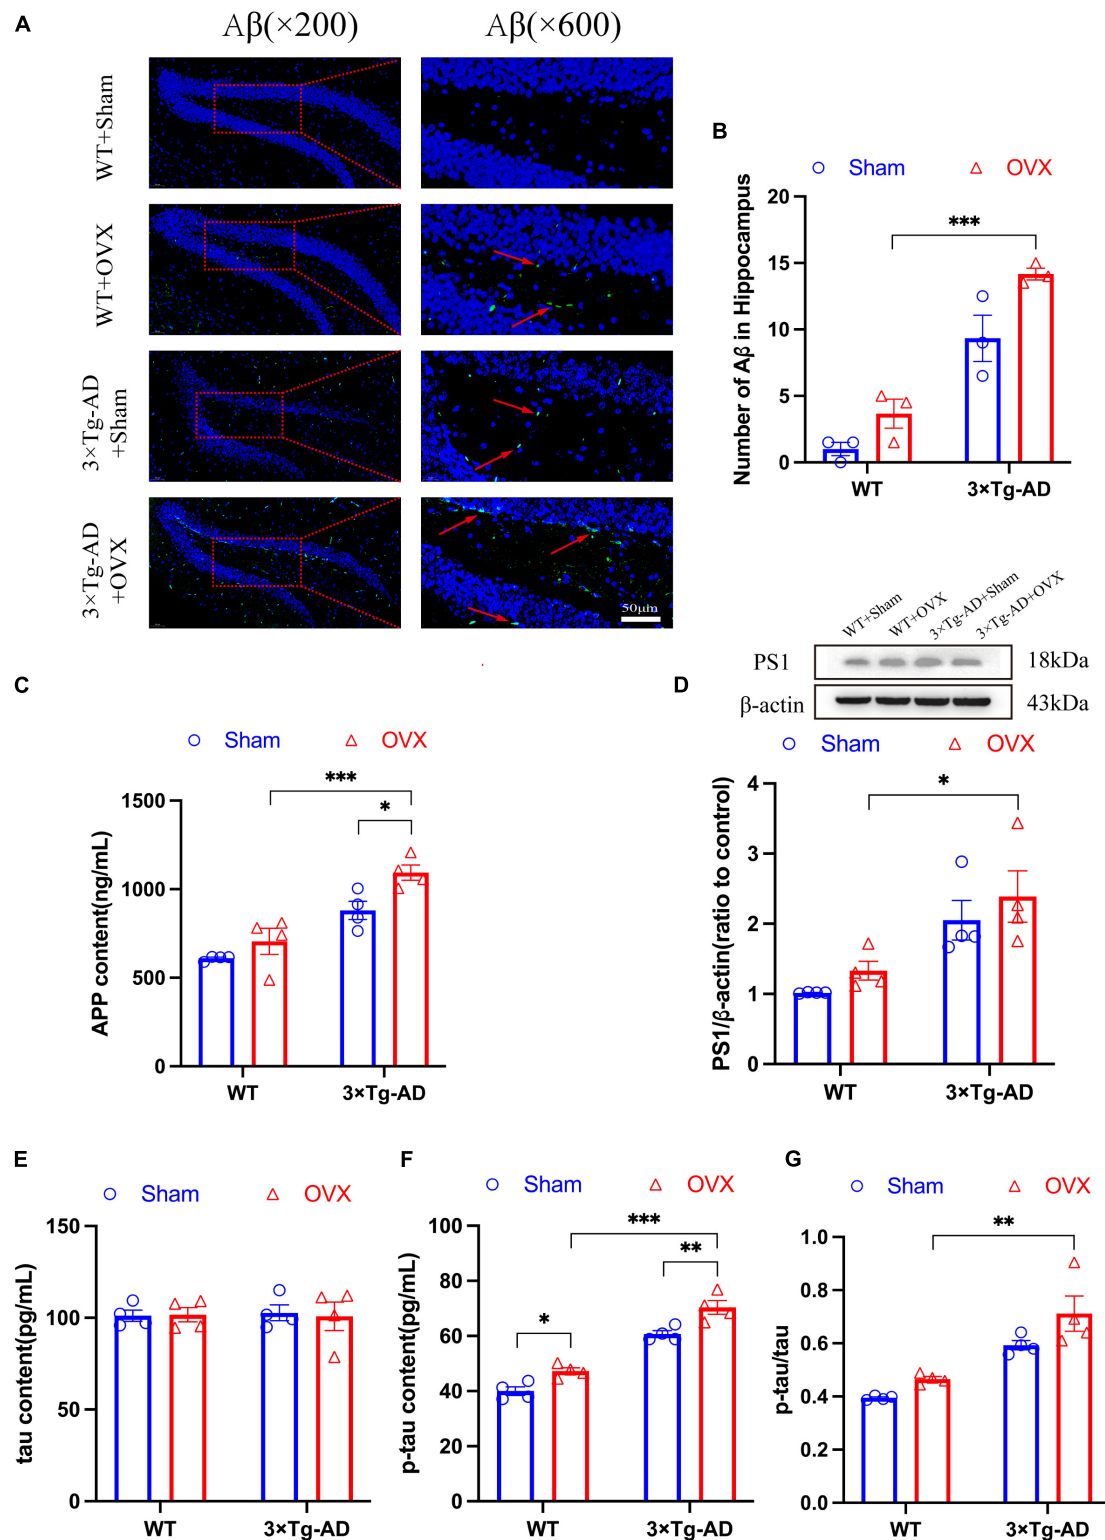 A
Aβ(×200)
Aβ(×600)
WT+Sham
WT+OVX
3×Tg-AD
+Sham
3×Tg-AD
+OVX
50μm
B
Sham
OVX
Number of Aβ in Hippocampus
20
15
10
5
0
***
WT
3×Tg-AD
C
Sham
OVX
APP content(ng/mL)
1500
1000
500
0
***
*
WT
3×Tg-AD
D
WT+Sham
WT+OVX
3×Tg-AD+Sham
3×Tg-AD+OVX
PS1
18kDa
β-actin
43kDa
Sham
OVX
PS1/β-actin(ratio to control)
4
3
2
1
0
*
WT
3×Tg-AD
E
Sham
OVX
tau content(pg/mL)
150
100
50
0
WT
3×Tg-AD
F
Sham
OVX
p-tau content(pg/mL)
100
80
60
40
20
0
***
**
*
WT
3×Tg-AD
G
Sham
OVX
p-tau/tau
1.0
0.8
0.6
0.4
0.2
0.0
**
WT
3×Tg-AD